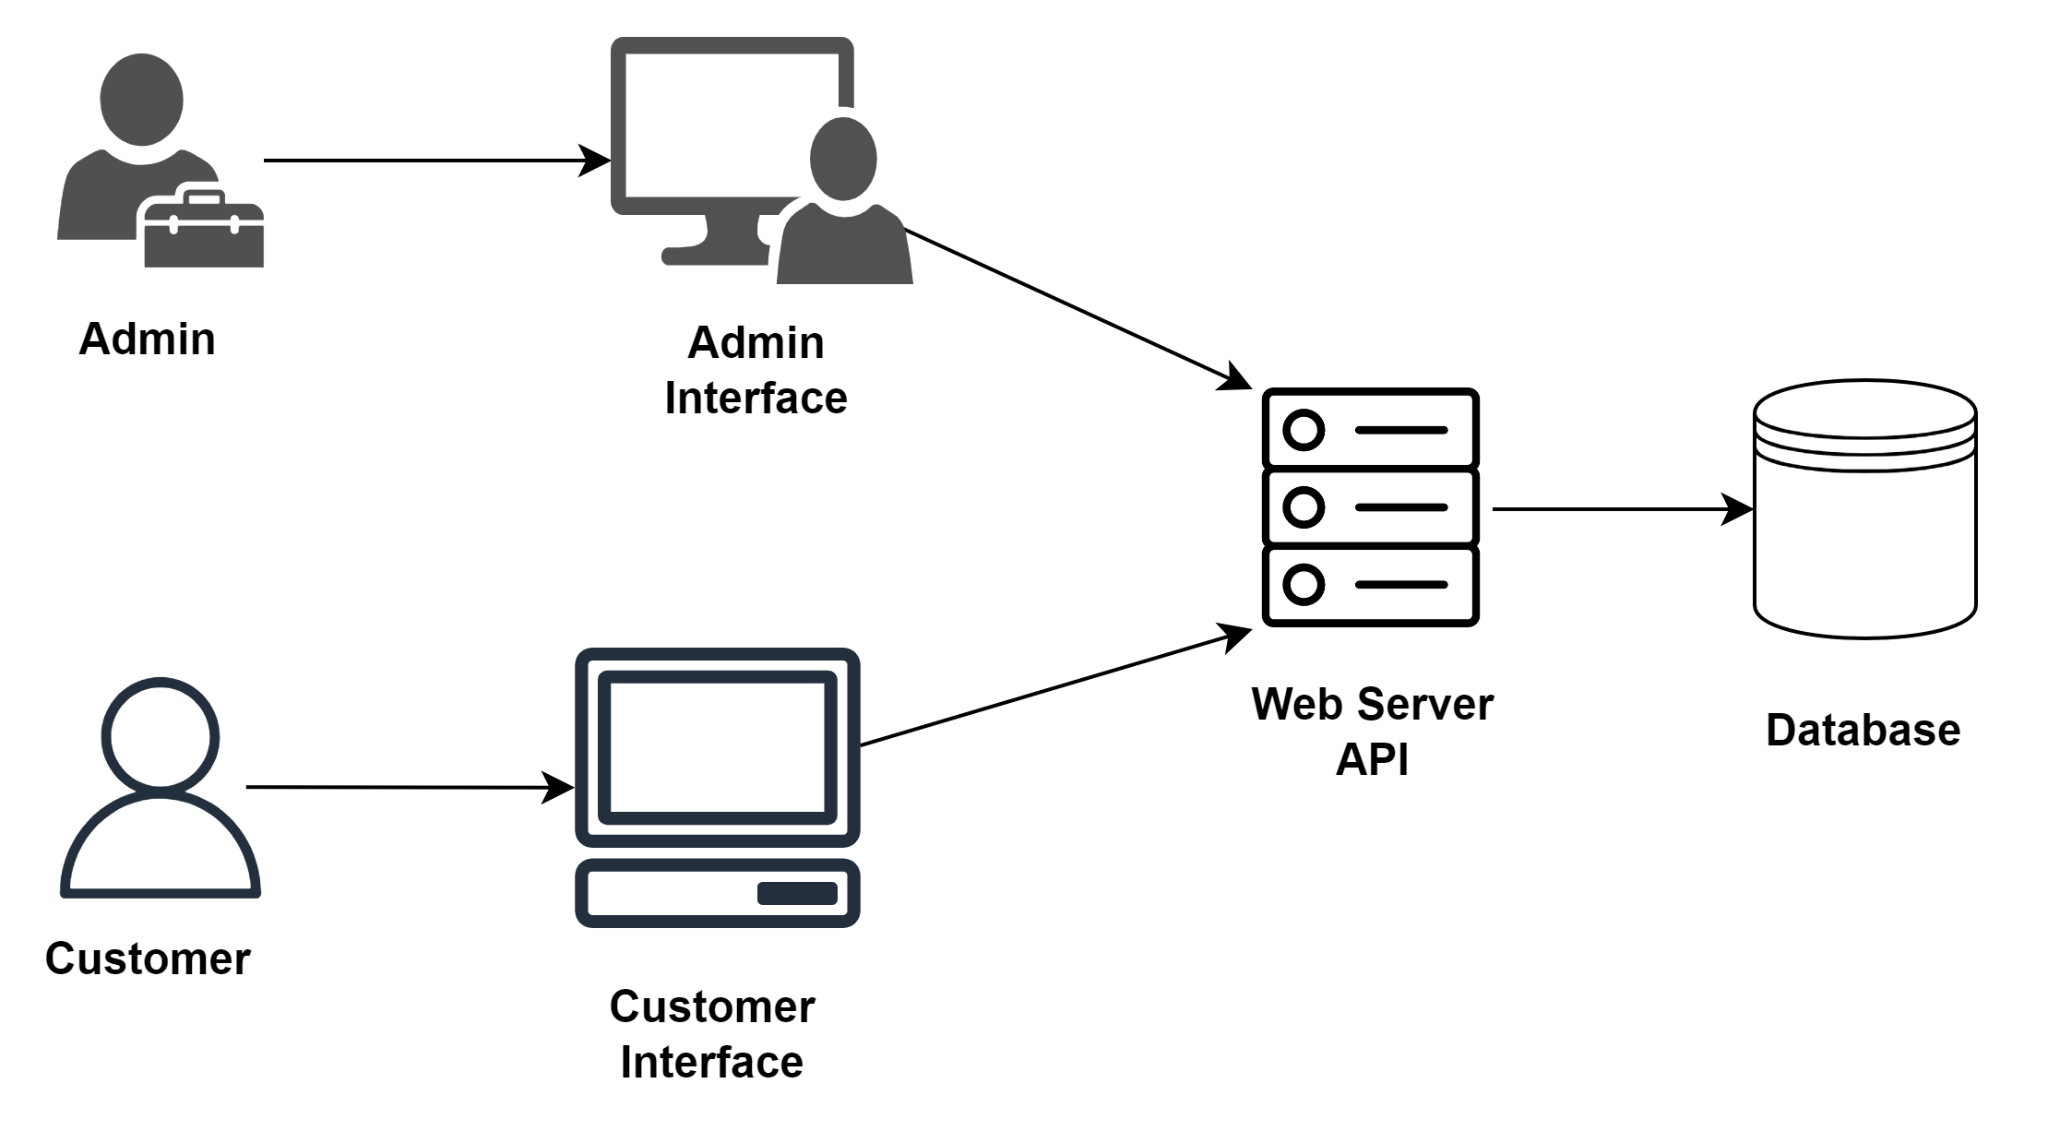 Admin
Admin
Interface
Web Server
API
Database
Customer
Customer
Interface